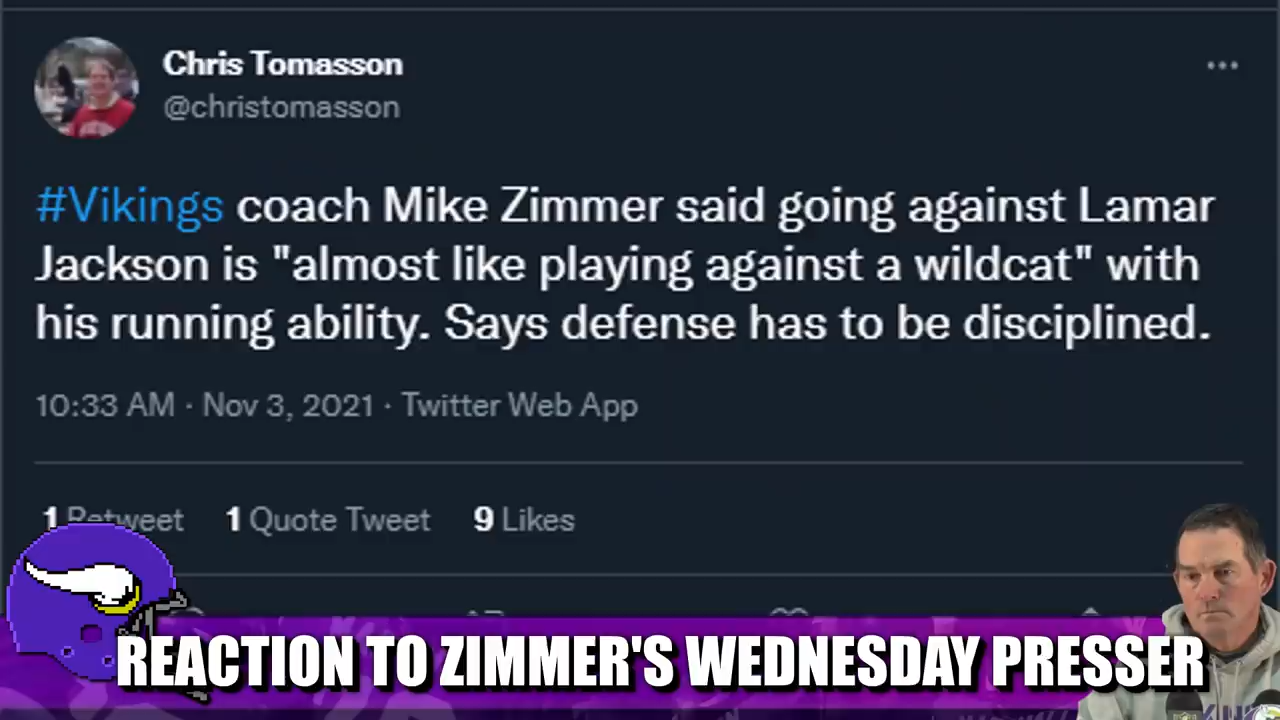 Chris Tomasson
@christomasson
#Vikings coach Mike Zimmer said going against Lamar
Jackson is "almost like playing against a wildcat" with
his running ability. Says defense has to be disciplined.
10:33 AM · Nov 3, 2021 · Twitter Web App
1 Retweet 1 Quote Tweet 9 Likes
REACTION TO ZIMMER'S WEDNESDAY PRESSER